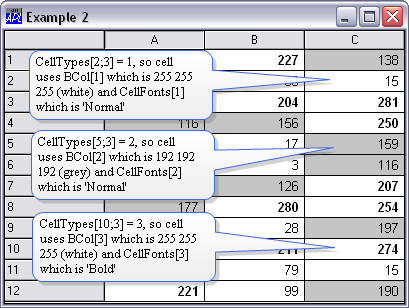 Example 2
A B C
1 227 138
CellTypes[2;3] = 1, so cell
uses BCol[1] which is 255 255
255 (white) and CellFonts[1]
which is 'Normal'
2 15
3 204 281
4 116 156 250
CellTypes[5;3] = 2, so cell
uses BCol[2] which is 192 192
192 (grey) and CellFonts[2]
which is 'Normal'
5 17 159
6 3 116
7 126 207
8 177 280 254
CellTypes[10;3] = 3, so cell
uses BCol[3] which is 255 255
255 (white) and CellFonts[3]
which is 'Bold'
9 28 197
10 274
11 79 15
12 221 99 190